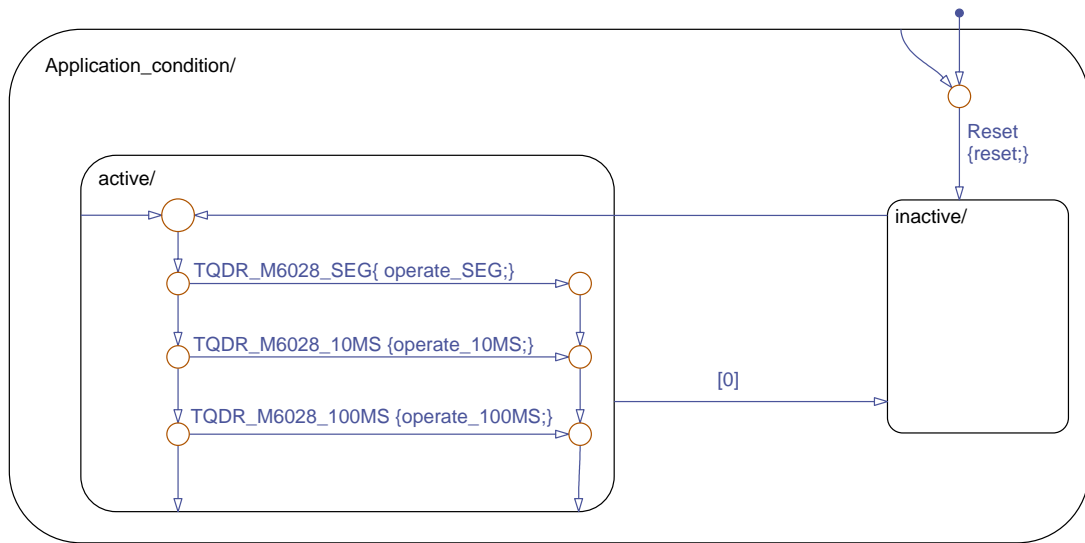 Application_condition/
Reset
{reset;}
active/
inactive/
TQDR_M6028_SEG{ operate_SEG;}
TQDR_M6028_10MS {operate_10MS;}
[0]
TQDR_M6028_100MS {operate_100MS;}